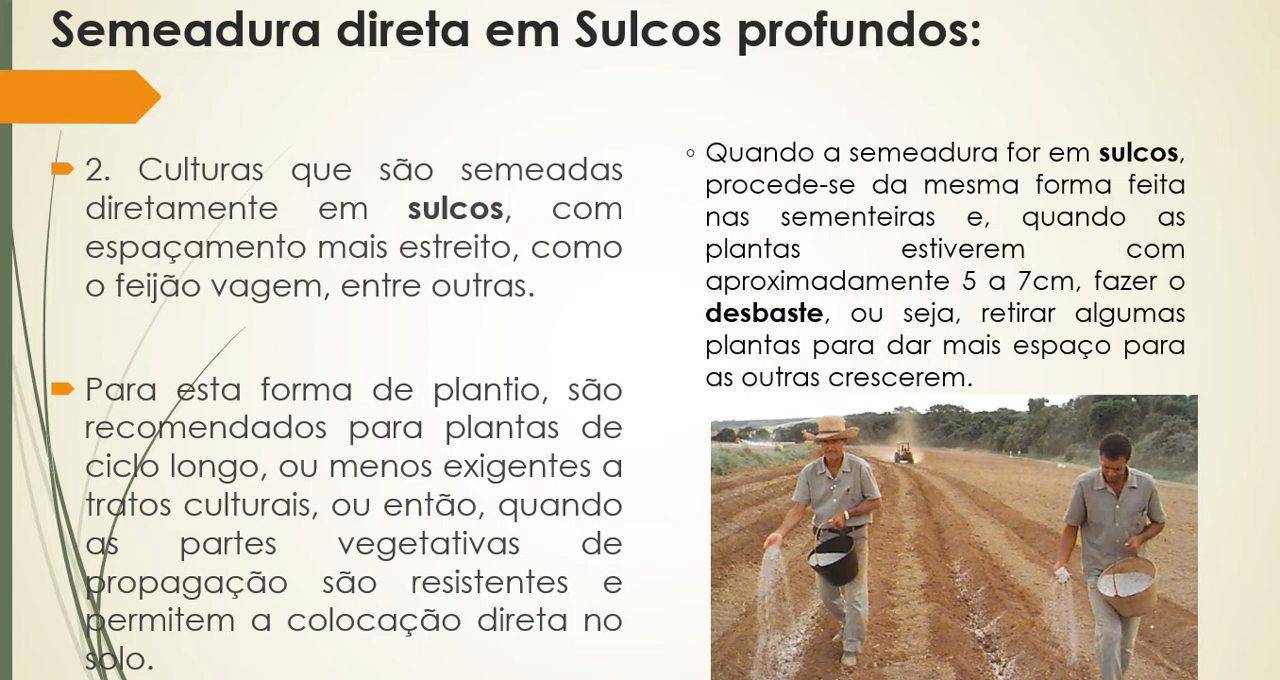 Semeadura direta em Sulcos profundos:
2. Culturas que são semeadas
diretamente em sulcos, com
espaçamento mais estreito, como
o feijão vagem, entre outras.
Para esta forma de plantio, são
recomendados para plantas de
ciclo longo, ou menos exigentes a
tratos culturais, ou então, quando
as partes vegetativas de
propagação são resistentes e
permitem a colocação direta no
solo.
Quando a semeadura for em sulcos,
procede-se da mesma forma feita
nas sementeiras e, quando as
plantas estiverem com
aproximadamente 5 a 7cm, fazer o
desbaste, ou seja, retirar algumas
plantas para dar mais espaço para
as outras crescerem.